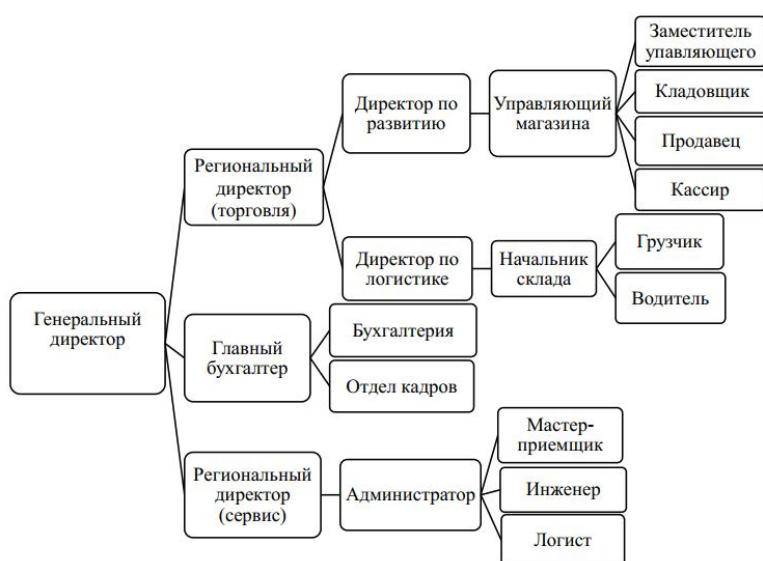 Заместитель
упавляющего
Директор по
развитию
Управляющий
магазина
Кладовщик
Продавец
Региональный
директор
(торговля)
Кассир
Директор по
логистике
Начальник
склада
Грузчик
Водитель
Генеральный
директор
Главный
бухгалтер
Бухгалтерия
Отдел кадров
Региональный
директор
(сервис)
Администратор
Мастер-
приемщик
Инженер
Логист